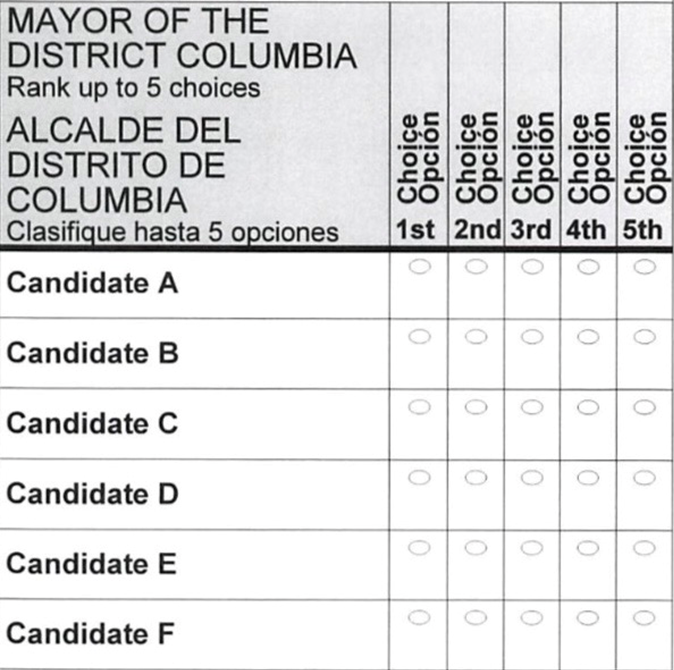 MAYOR OF THE
DISTRICT COLUMBIA
Rank up to 5 choices
ALCALDE DEL
DISTRITO DE
COLUMBIA
Clasifique hasta 5 opciones
Choice
Opción
1st
Choice
Opción
2nd
Choice
Opción
3rd
Choice
Opción
4th
Choice
Opción
5th
Candidate A
Candidate B
Candidate C
Candidate D
Candidate E
Candidate F